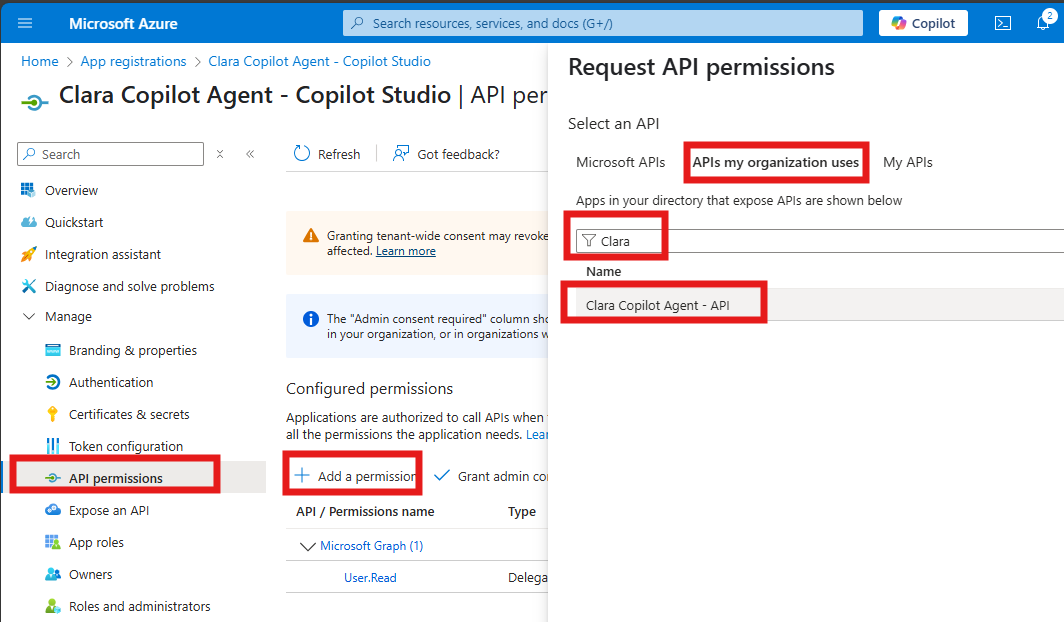 Microsoft Azure
Search resources, services, and docs (G+/)
Copilot
2
Home > App registrations > Clara Copilot Agent - Copilot Studio
Clara Copilot Agent - Copilot Studio | API per
Search
Refresh
Got feedback?
Overview
Quickstart
Integration assistant
Diagnose and solve problems
Manage
Branding & properties
Authentication
Certificates & secrets
Token configuration
API permissions
Expose an API
App roles
Owners
Roles and administrators
Granting tenant-wide consent may revoke
affected. Learn more
The "Admin consent required" column sho
in your organization, or in organizations w
Configured permissions
Applications are authorized to call APIs when
all the permissions the application needs. Lear
Add a permission
Grant admin co
API / Permissions name
Type
Microsoft Graph (1)
User.Read
Delega
Request API permissions
Select an API
Microsoft APIs
APIs my organization uses
My APIs
Apps in your directory that expose APIs are shown below
Clara
Name
Clara Copilot Agent - API